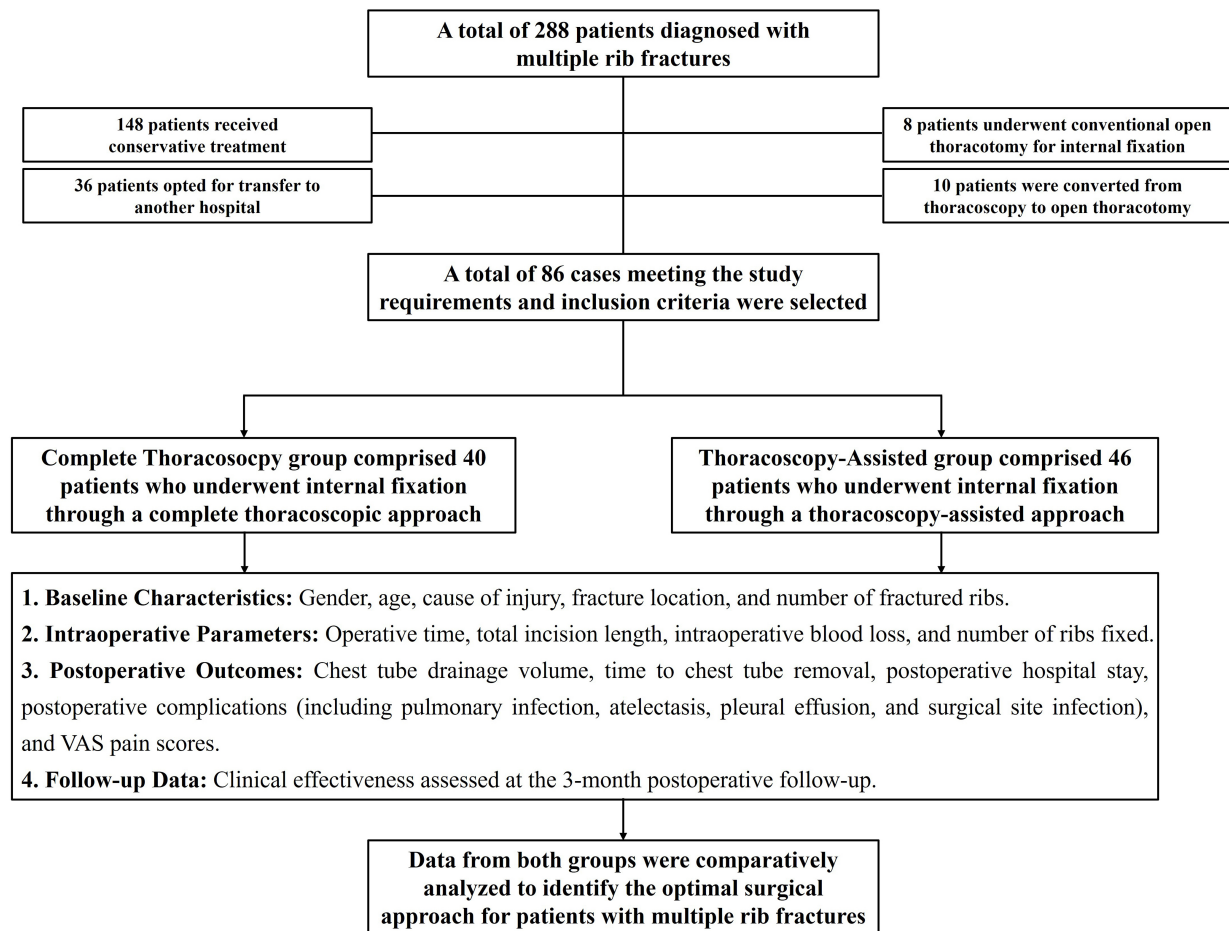 A total of 288 patients diagnosed with
multiple rib fractures
148 patients received
conservative treatment
8 patients underwent conventional open
thoracotomy for internal fixation
36 patients opted for transfer to
another hospital
10 patients were converted from
thoracoscopy to open thoracotomy
A total of 86 cases meeting the study
requirements and inclusion criteria were selected
Complete Thoracosocpy group comprised 40
patients who underwent internal fixation
through a complete thoracoscopic approach
Thoracoscopy-Assisted group comprised 46
patients who underwent internal fixation
through a thoracoscopy-assisted approach
1. Baseline Characteristics: Gender, age, cause of injury, fracture location, and number of fractured ribs.
2. Intraoperative Parameters: Operative time, total incision length, intraoperative blood loss, and number of ribs fixed.
3. Postoperative Outcomes: Chest tube drainage volume, time to chest tube removal, postoperative hospital stay,
postoperative complications (including pulmonary infection, atelectasis, pleural effusion, and surgical site infection),
and VAS pain scores.
4. Follow-up Data: Clinical effectiveness assessed at the 3-month postoperative follow-up.
Data from both groups were comparatively
analyzed to identify the optimal surgical
approach for patients with multiple rib fractures